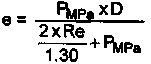 e = P_MPa x D
2 x Re
1.30
+ P_MPa